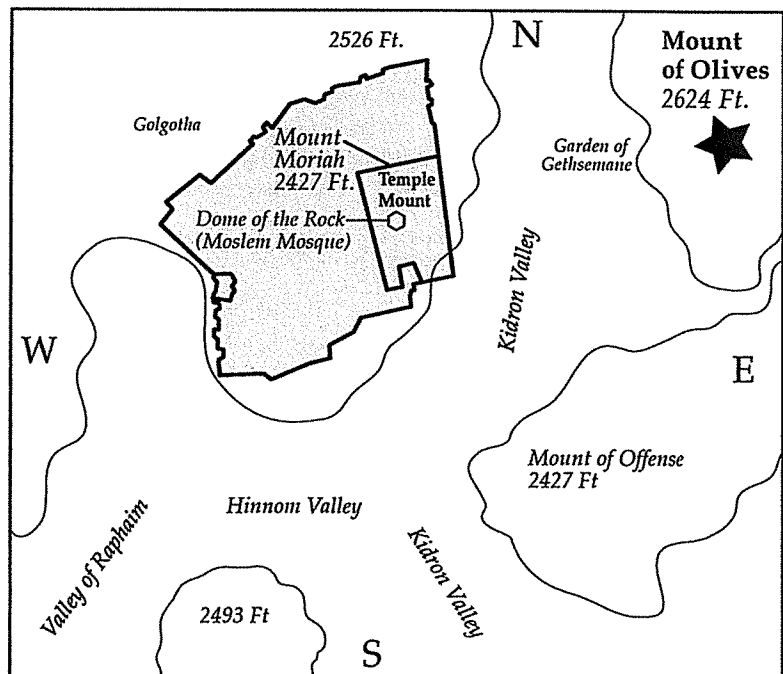 2526 Ft.
N
Mount
of Olives
2624 Ft.
Golgotha
Mount
Moriah
2427 Ft.
Garden of
Gethsemane
Temple
Mount
Dome of the Rock
(Moslem Mosque)
Kidron Valley
W
E
Mount of Offense
2427 Ft
Hinnom Valley
Valley of Raphaim
Kidron Valley
2493 Ft
S